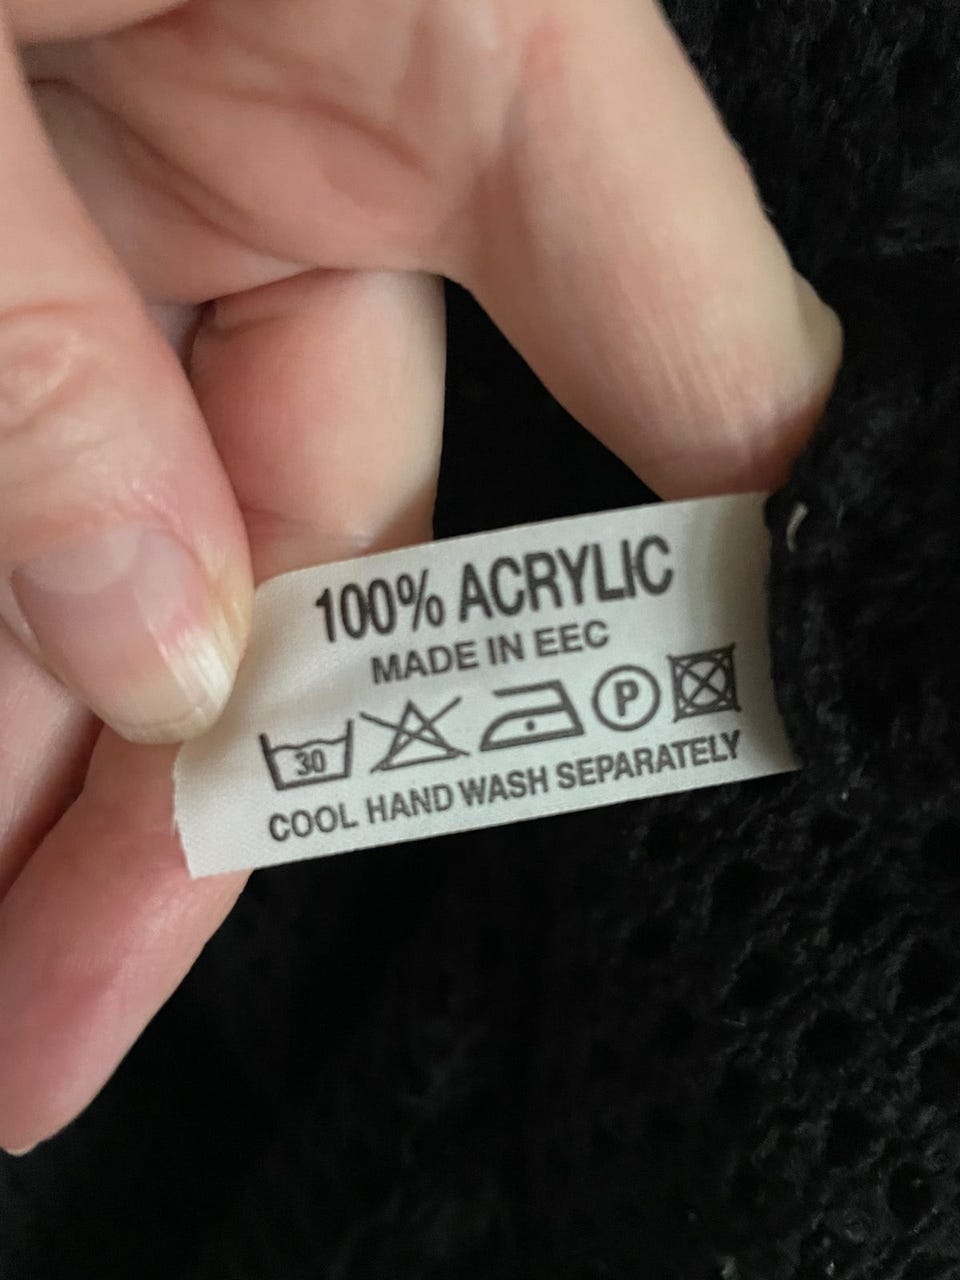 100% ACRYLIC
MADE IN EEC
30 P
COOL HAND WASH SEPARATELY